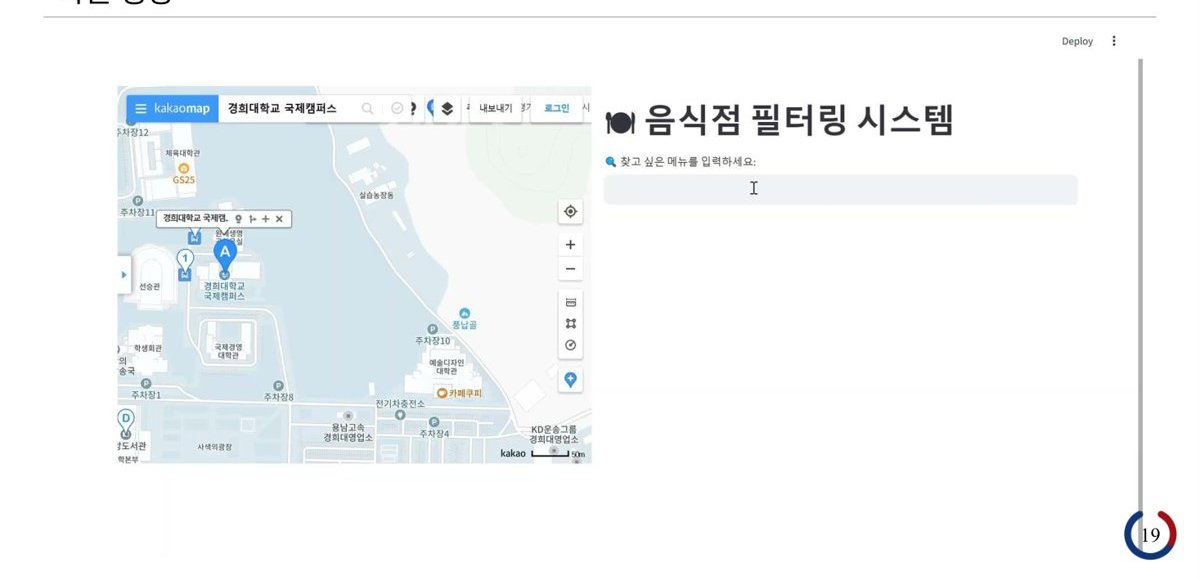 Deploy
kakaomap
경희대학교 국제캠퍼스
내보내기
로그인
주차장12
체육대학관
GS25
실습농장동
주차장11
경희대학교 국제캠.
A
1
선승관
경희대학교
국제캠퍼스
풍납골
주차장10
학생회관
국제경영
대학관
예술디자인
대학관
카페쿠피
주차장1
주차장8
전기차충전소
D
용남고속
경희대영업소
주차장4
KD운송그룹
경희대영업소
사색의광장
kakao
50m
음식점 필터링 시스템
찾고 싶은 메뉴를 입력하세요:
19